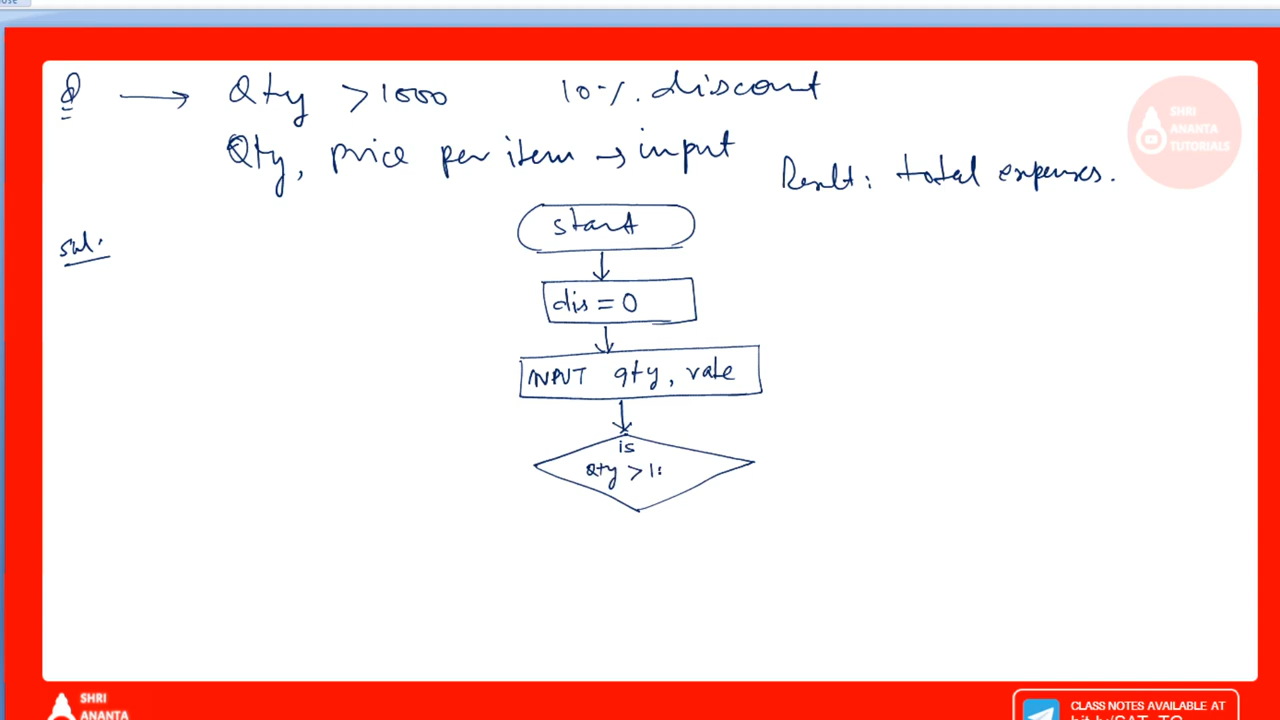 Q → Qty >1000 10% discount
Qty, price per item → input
Result: total expenses.
sol.
start
dis = 0
INPUT qty, rate
is
Qty > 1
SHRI
ANANTA
TUTORIALS
SHRI
ANANTA
CLASS NOTES AVAILABLE AT